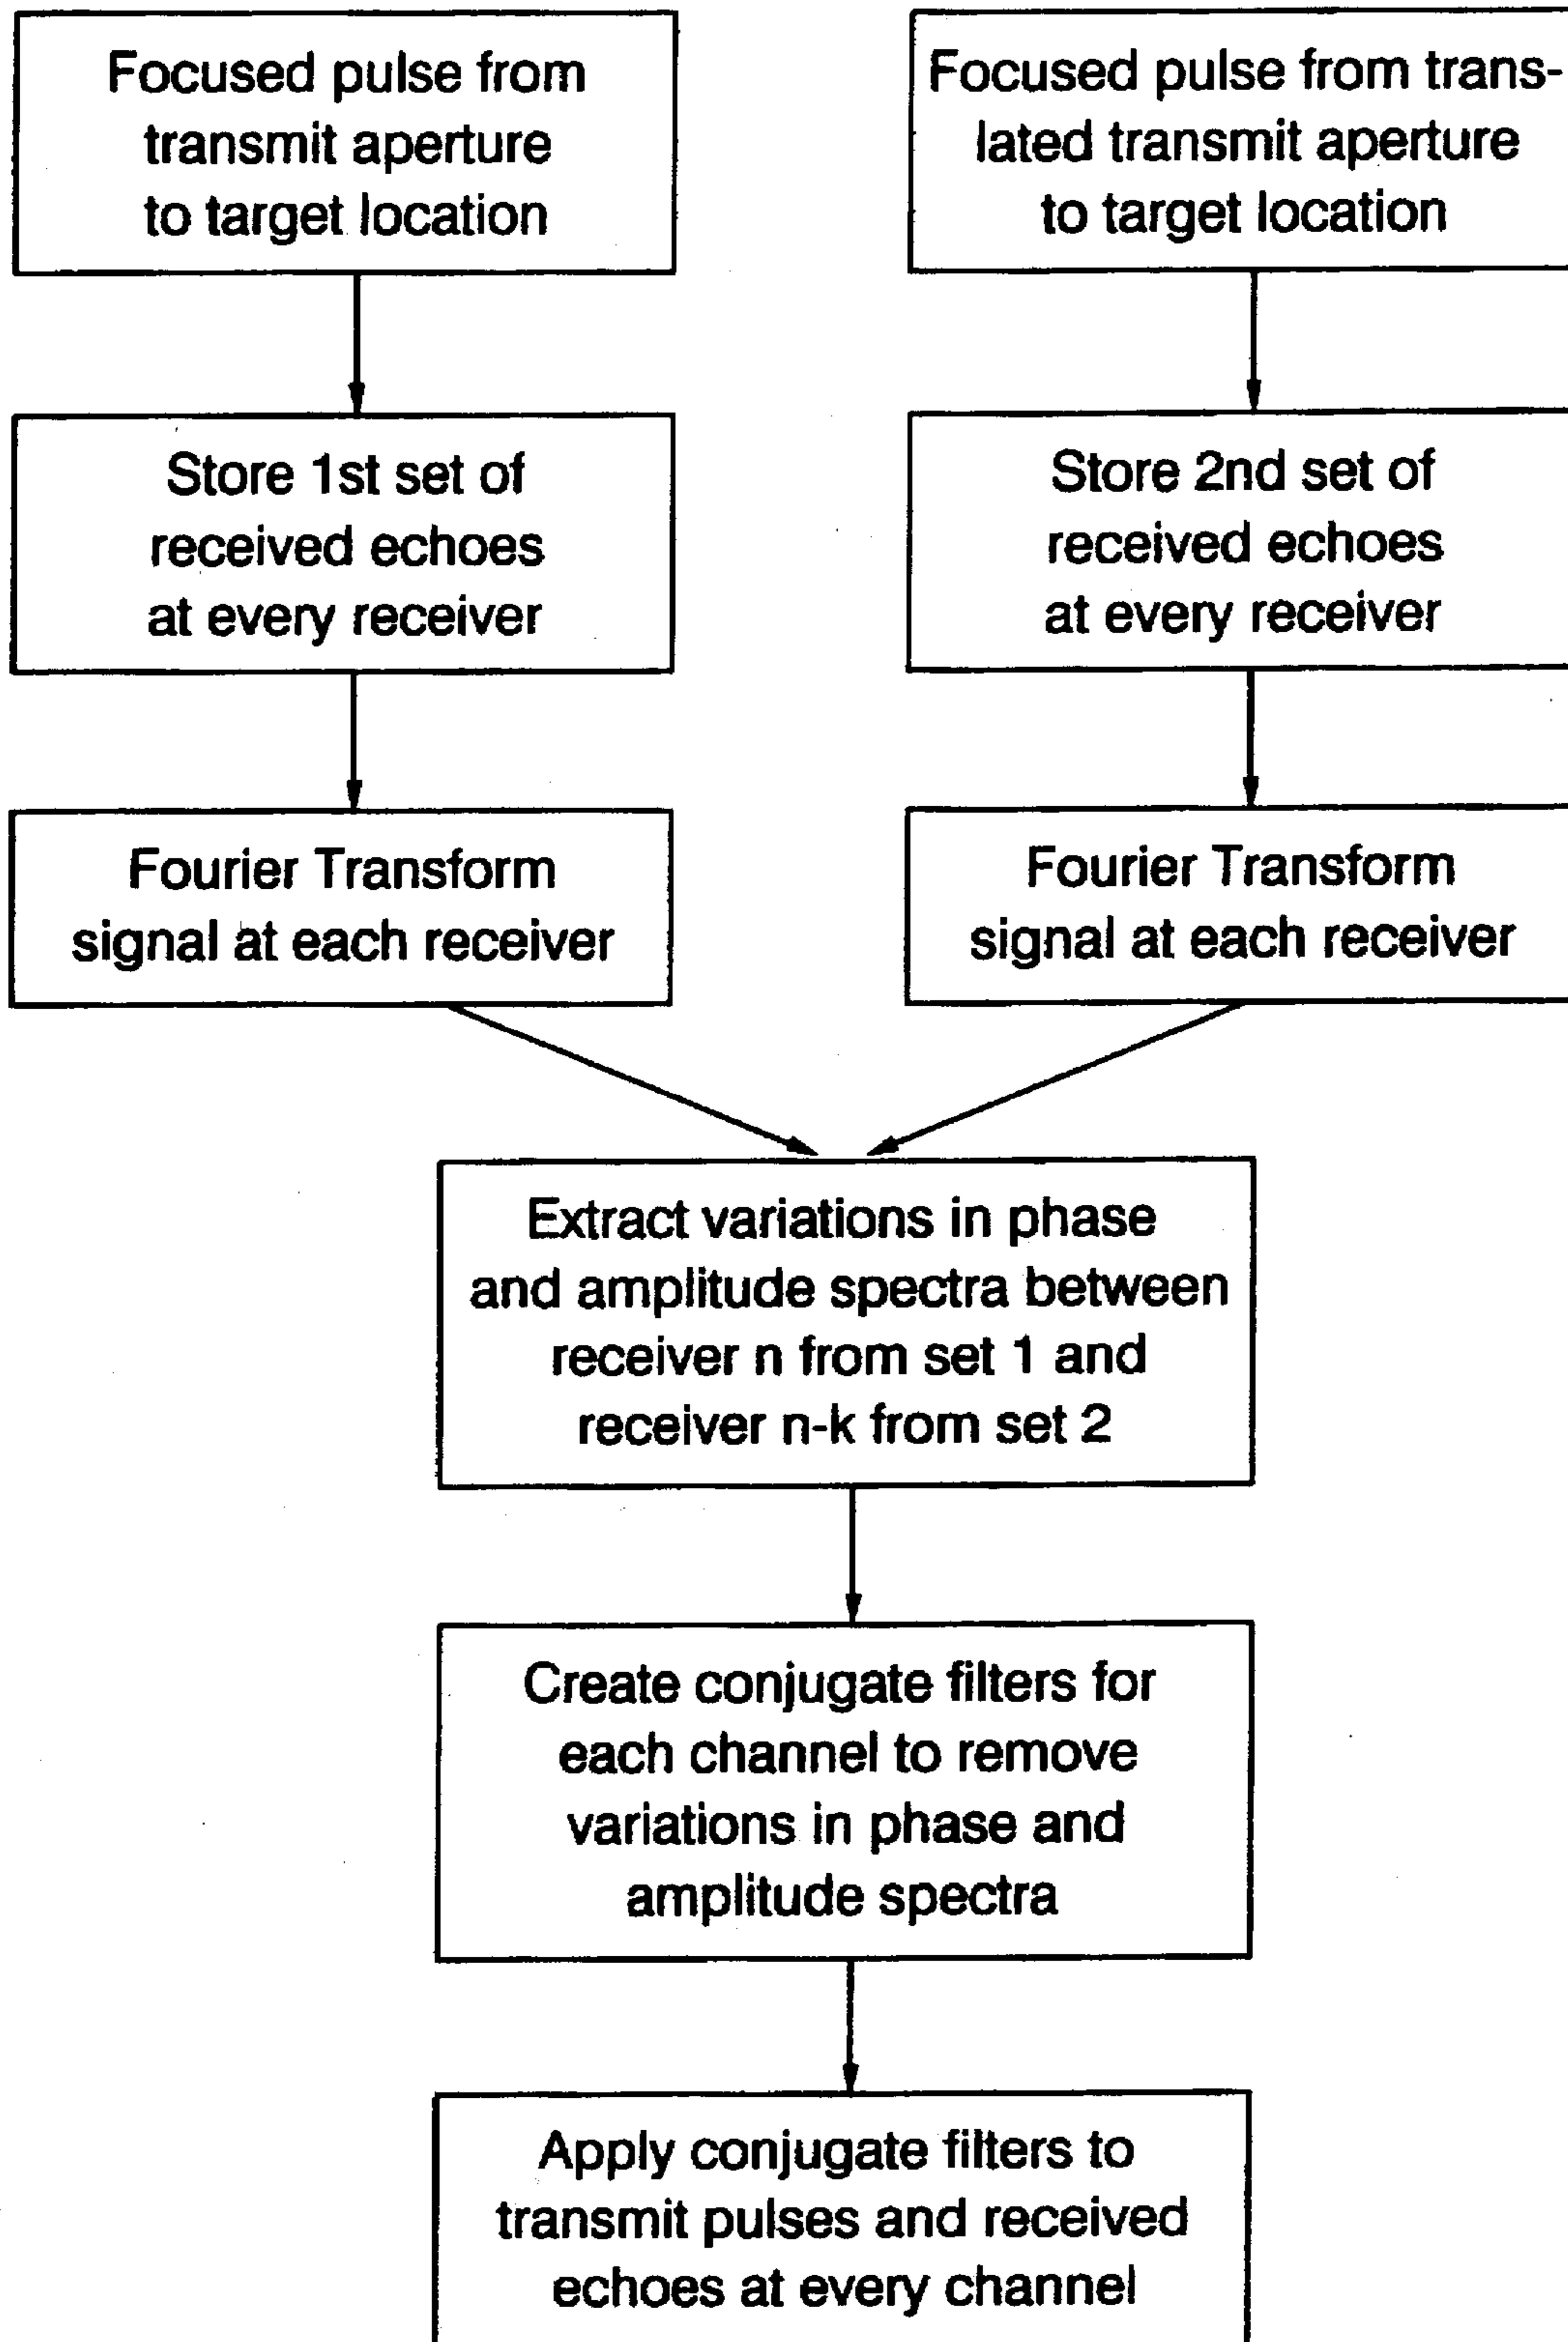 Focused pulse from
transmit aperture
to target location
Focused pulse from trans-
lated transmit aperture
to target location
Store 1st set of
received echoes
at every receiver
Store 2nd set of
received echoes
at every receiver
Fourier Transform
signal at each receiver
Fourier Transform
signal at each receiver
Extract variations in phase
and amplitude spectra between
receiver n from set 1 and
receiver n-k from set 2
Create conjugate filters for
each channel to remove
variations in phase and
amplitude spectra
Apply conjugate filters to
transmit pulses and received
echoes at every channel